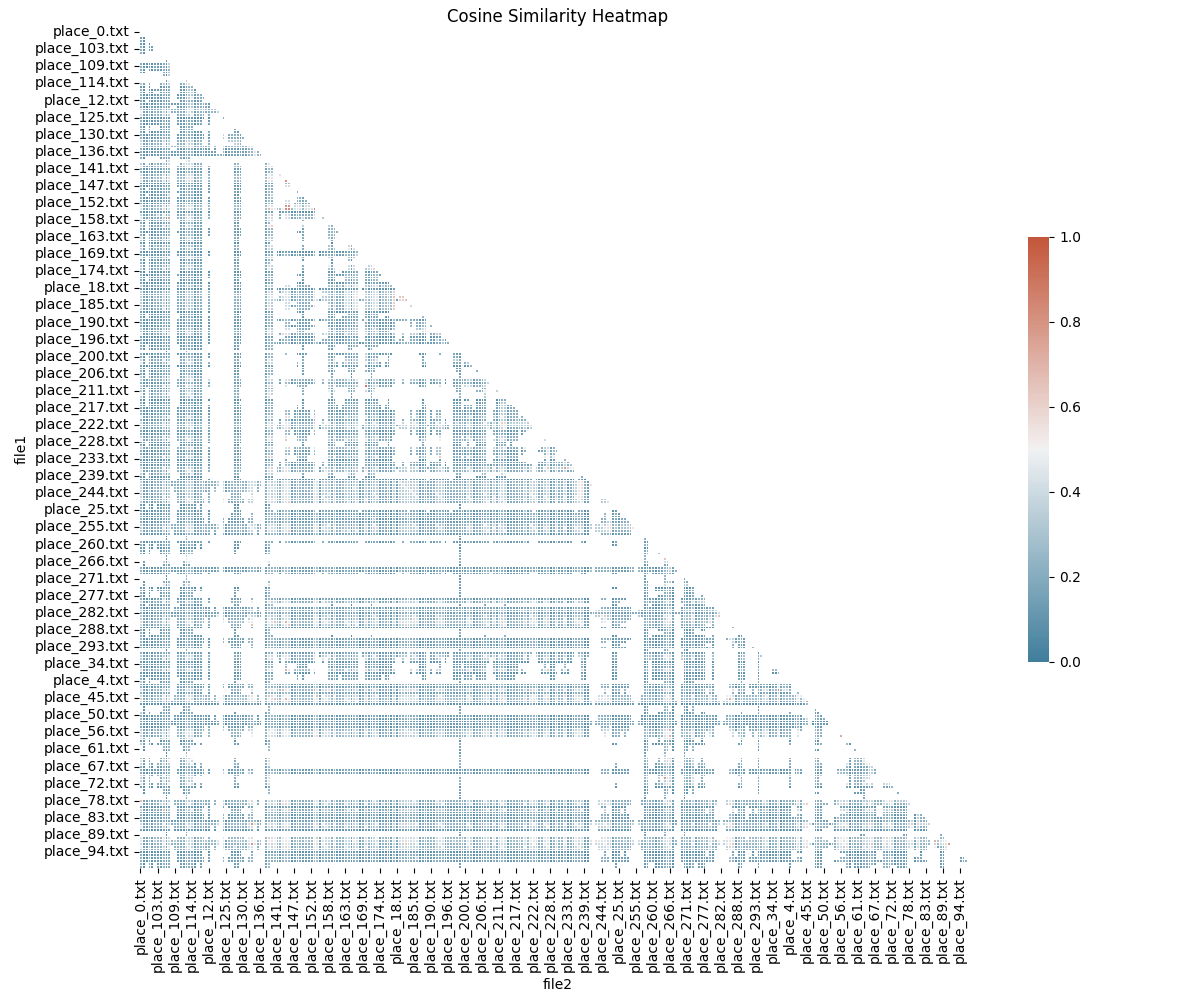 Cosine Similarity Heatmap
place_0.txt
place_103.txt
place_109.txt
place_114.txt
place_12.txt
place_125.txt
place_130.txt
place_136.txt
place_141.txt
place_147.txt
place_152.txt
place_158.txt
place_163.txt
place_169.txt
place_174.txt
place_18.txt
place_185.txt
place_190.txt
place_196.txt
place_200.txt
place_206.txt
place_211.txt
place_217.txt
place_222.txt
place_228.txt
place_233.txt
place_239.txt
place_244.txt
place_25.txt
place_255.txt
place_260.txt
place_266.txt
place_271.txt
place_277.txt
place_282.txt
place_288.txt
place_293.txt
place_34.txt
place_4.txt
place_45.txt
place_50.txt
place_56.txt
place_61.txt
place_67.txt
place_72.txt
place_78.txt
place_83.txt
place_89.txt
place_94.txt
file1
place_0.txt
place_103.txt
place_109.txt
place_114.txt
place_12.txt
place_125.txt
place_130.txt
place_136.txt
place_141.txt
place_147.txt
place_152.txt
place_158.txt
place_163.txt
place_169.txt
place_174.txt
place_18.txt
place_185.txt
place_190.txt
place_196.txt
place_200.txt
place_206.txt
place_211.txt
place_217.txt
place_222.txt
place_228.txt
place_233.txt
place_239.txt
place_244.txt
place_25.txt
place_255.txt
place_260.txt
place_266.txt
place_271.txt
place_277.txt
place_282.txt
place_288.txt
place_293.txt
place_34.txt
place_4.txt
place_45.txt
place_50.txt
place_56.txt
place_61.txt
place_67.txt
place_72.txt
place_78.txt
place_83.txt
place_89.txt
place_94.txt
file2
1.0
0.8
0.6
0.4
0.2
0.0